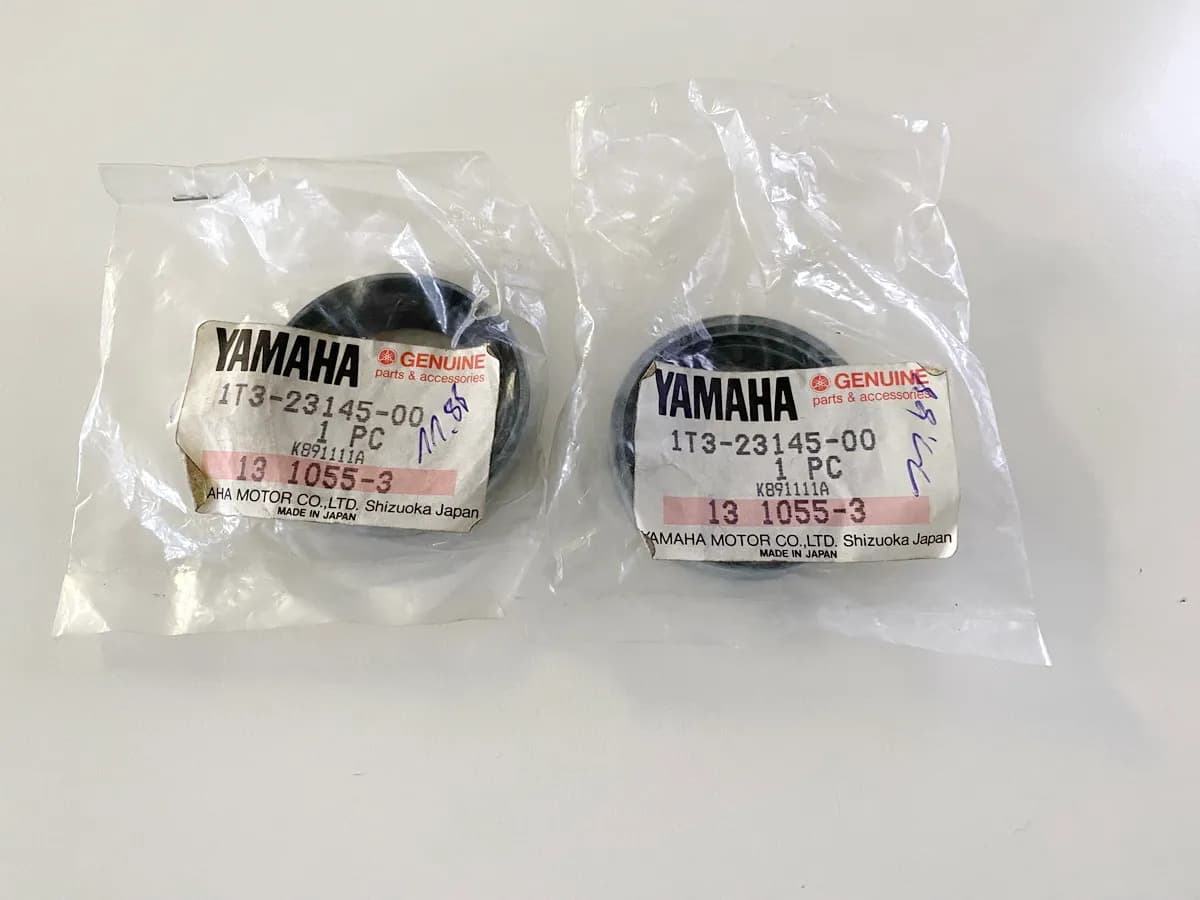 YAMAHA GENUINE
parts & accessories
1T3-23145-00
1 PC
K891111A
13 1055-3
AHA MOTOR CO.,LTD. Shizuoka Japan
MADE IN JAPAN
11.88
YAMAHA GENUINE
parts & accessories
1T3-23145-00
1 PC
K891111A
13 1055-3
YAMAHA MOTOR CO.,LTD. Shizuoka Japan
MADE IN JAPAN